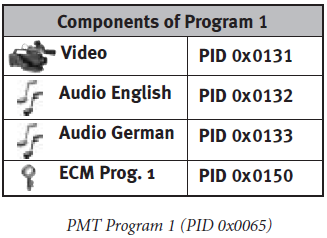 Components of Program 1
Video PID 0x0131
Audio English PID 0x0132
Audio German PID 0x0133
ECM Prog. 1 PID 0x0150
PMT Program 1 (PID 0x0065)